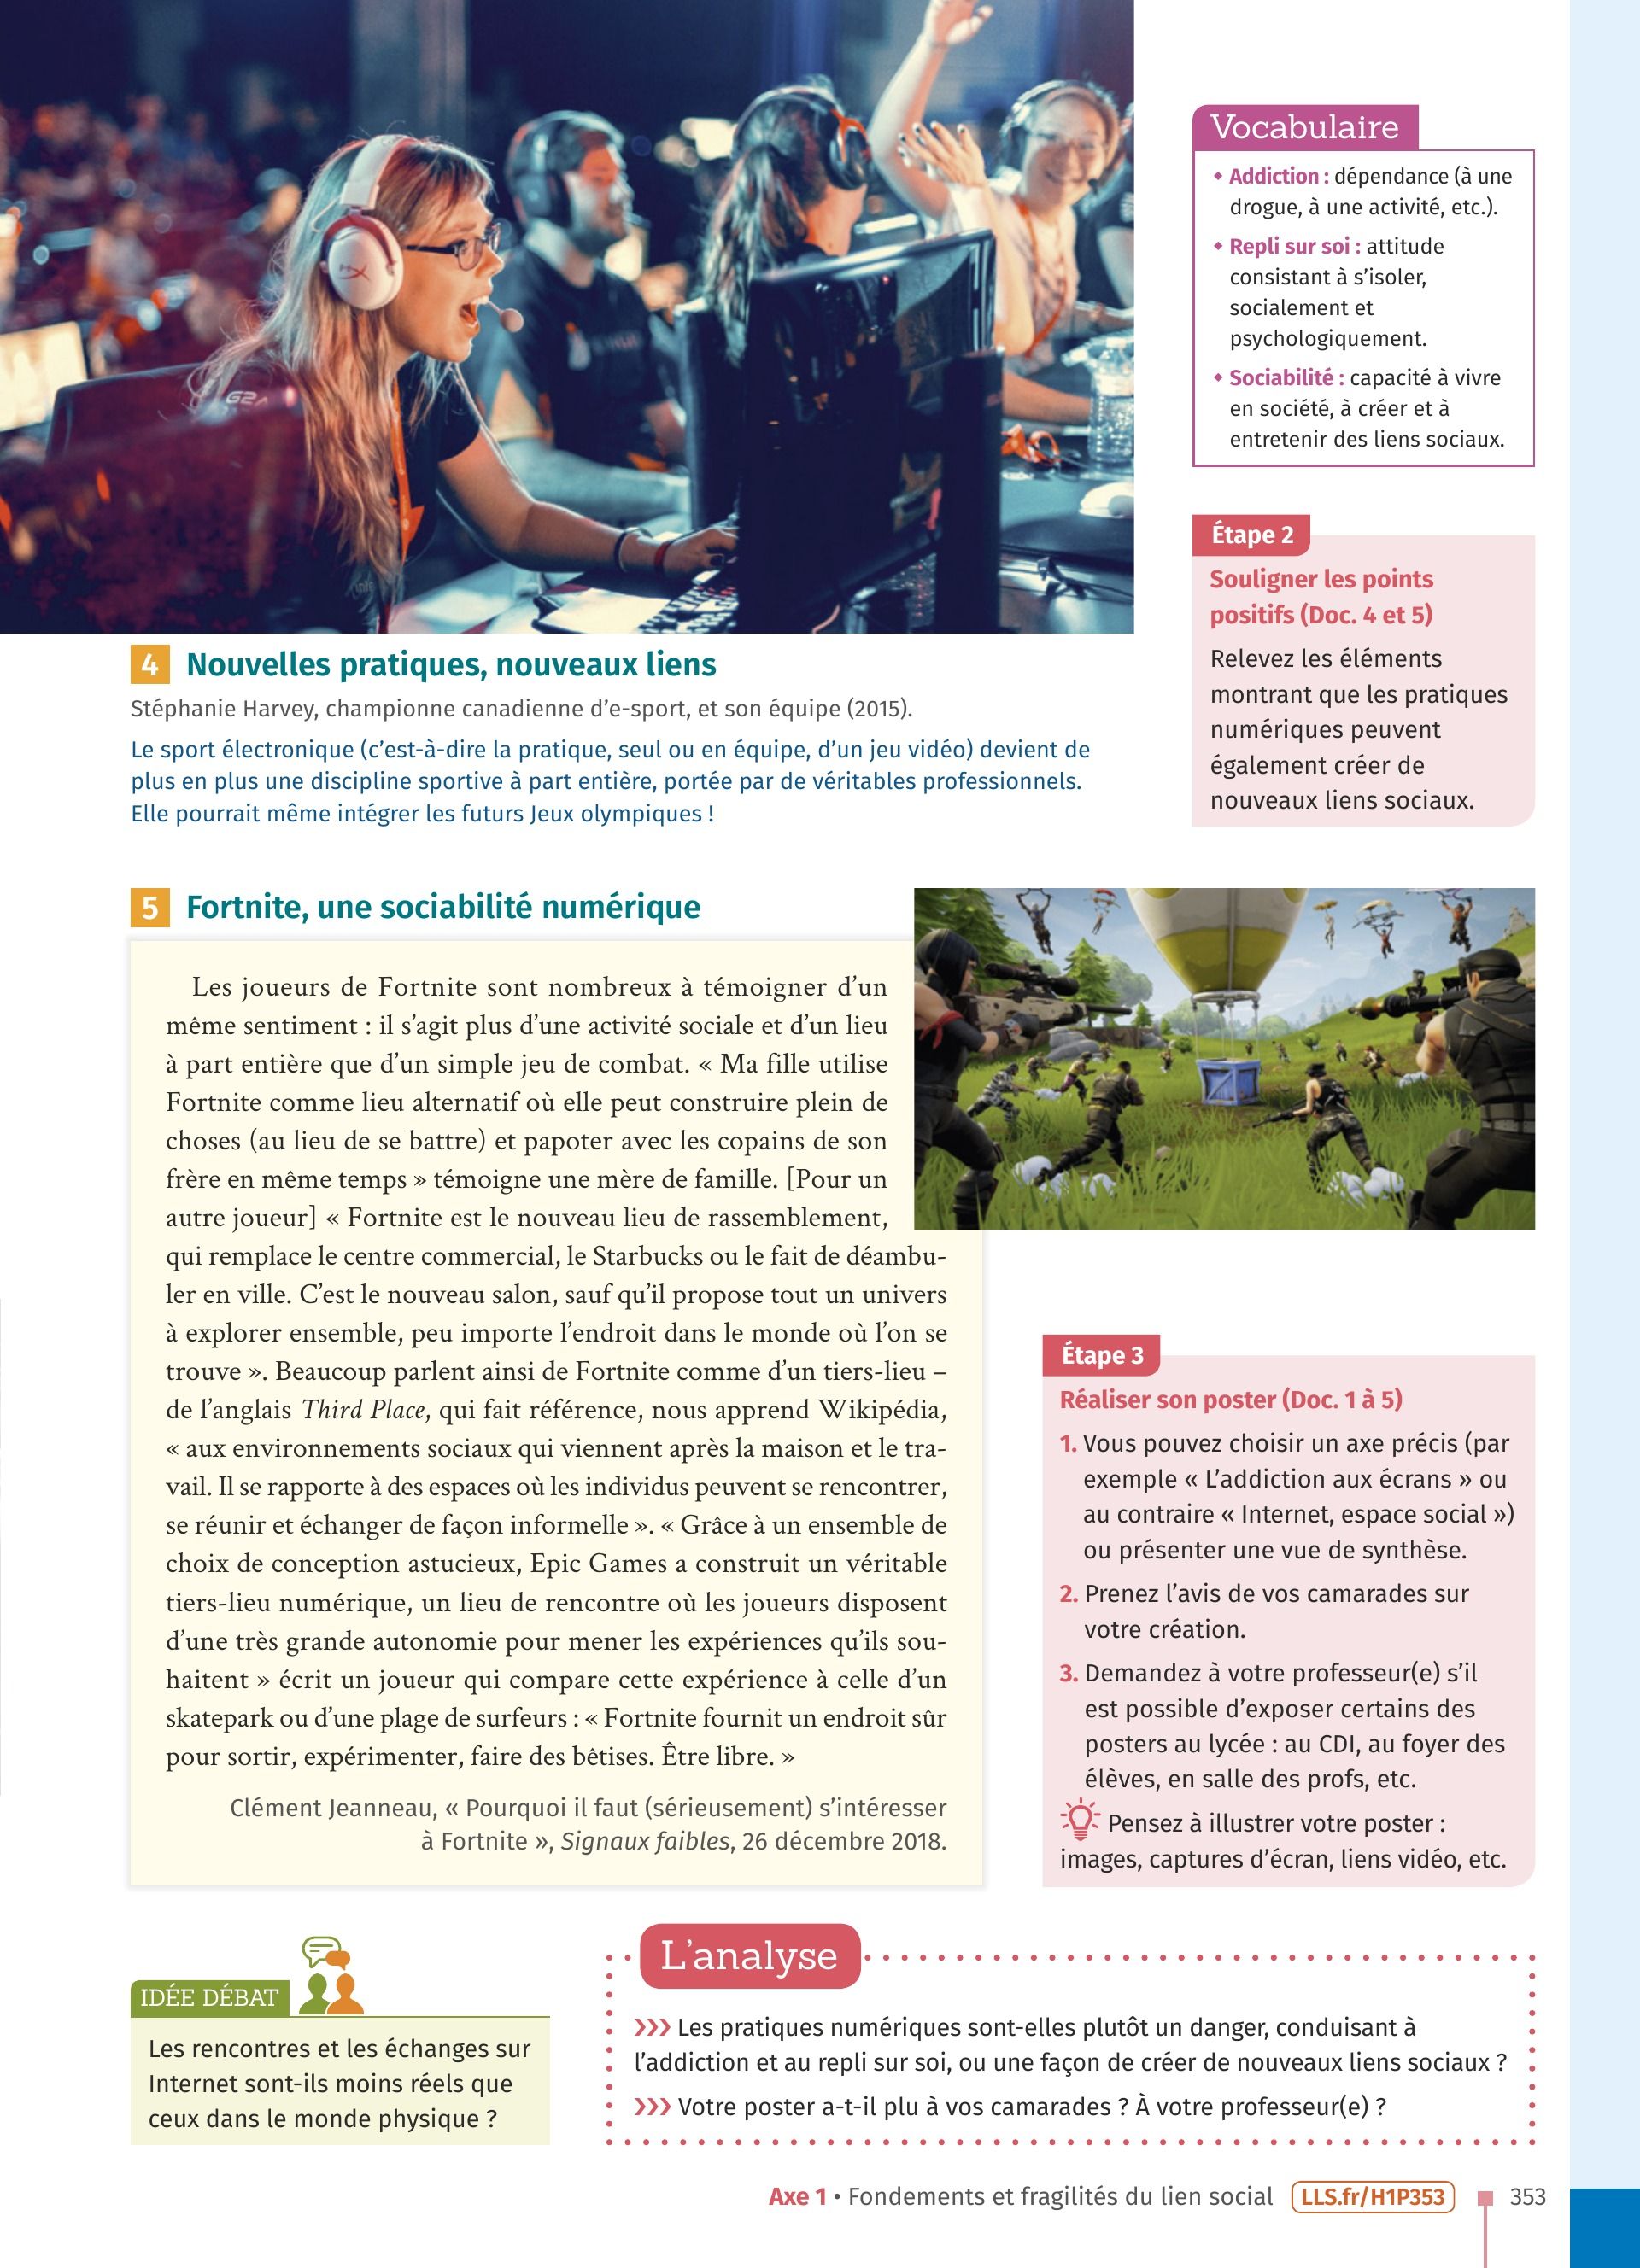 G2A
Vocabulaire
Addiction : dépendance (à une
drogue, à une activité, etc.).
Repli sur soi : attitude
consistant à s’isoler,
socialement et
psychologiquement.
Sociabilité : capacité à vivre
en société, à créer et à
entretenir des liens sociaux.
Étape 2
Souligner les points
positifs (Doc. 4 et 5)
Relevez les éléments
montrant que les pratiques
numériques peuvent
également créer de
nouveaux liens sociaux.
4 Nouvelles pratiques, nouveaux liens
Stéphanie Harvey, championne canadienne d’e-sport, et son équipe (2015).
Le sport électronique (c’est-à-dire la pratique, seul ou en équipe, d’un jeu vidéo) devient de
plus en plus une discipline sportive à part entière, portée par de véritables professionnels.
Elle pourrait même intégrer les futurs Jeux olympiques !
5 Fortnite, une sociabilité numérique
Les joueurs de Fortnite sont nombreux à témoigner d’un
même sentiment : il s’agit plus d’une activité sociale et d’un lieu
à part entière que d’un simple jeu de combat. « Ma fille utilise
Fortnite comme lieu alternatif où elle peut construire plein de
choses (au lieu de se battre) et papoter avec les copains de son
frère en même temps » témoigne une mère de famille. [Pour un
autre joueur] « Fortnite est le nouveau lieu de rassemblement,
qui remplace le centre commercial, le Starbucks ou le fait de déambu-
ler en ville. C’est le nouveau salon, sauf qu’il propose tout un univers
à explorer ensemble, peu importe l’endroit dans le monde où l’on se
trouve ». Beaucoup parlent ainsi de Fortnite comme d’un tiers-lieu –
de l’anglais Third Place, qui fait référence, nous apprend Wikipédia,
« aux environnements sociaux qui viennent après la maison et le tra-
vail. Il se rapporte à des espaces où les individus peuvent se rencontrer,
se réunir et échanger de façon informelle ». « Grâce à un ensemble de
choix de conception astucieux, Epic Games a construit un véritable
tiers-lieu numérique, un lieu de rencontre où les joueurs disposent
d’une très grande autonomie pour mener les expériences qu’ils sou-
haitent » écrit un joueur qui compare cette expérience à celle d’un
skatepark ou d’une plage de surfeurs : « Fortnite fournit un endroit sûr
pour sortir, expérimenter, faire des bêtises. Être libre. »
Clément Jeanneau, « Pourquoi il faut (sérieusement) s’intéresser
à Fortnite », Signaux faibles, 26 décembre 2018.
Étape 3
Réaliser son poster (Doc. 1 à 5)
1. Vous pouvez choisir un axe précis (par
exemple « L’addiction aux écrans » ou
au contraire « Internet, espace social »)
ou présenter une vue de synthèse.
2. Prenez l’avis de vos camarades sur
votre création.
3. Demandez à votre professeur(e) s’il
est possible d’exposer certains des
posters au lycée : au CDI, au foyer des
élèves, en salle des profs, etc.
Pensez à illustrer votre poster :
images, captures d’écran, liens vidéo, etc.
IDÉE DÉBAT
Les rencontres et les échanges sur
Internet sont-ils moins réels que
ceux dans le monde physique ?
L’analyse
Les pratiques numériques sont-elles plutôt un danger, conduisant à
l’addiction et au repli sur soi, ou une façon de créer de nouveaux liens sociaux ?
Votre poster a-t-il plu à vos camarades ? À votre professeur(e) ?
Axe 1 • Fondements et fragilités du lien social LLS.fr/H1P353 353